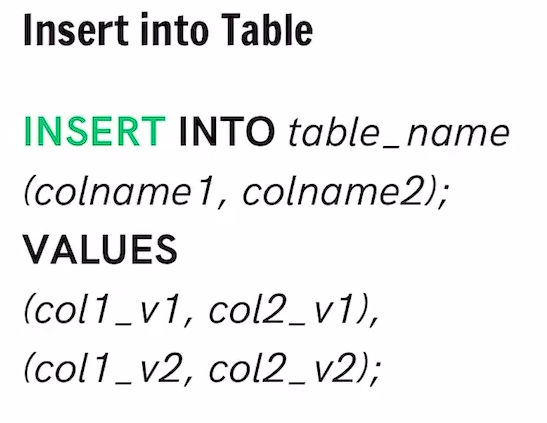 Insert into Table
INSERT INTO table_name
(colname1, colname2);
VALUES
(col1_v1, col2_v1),
(col1_v2, col2_v2);